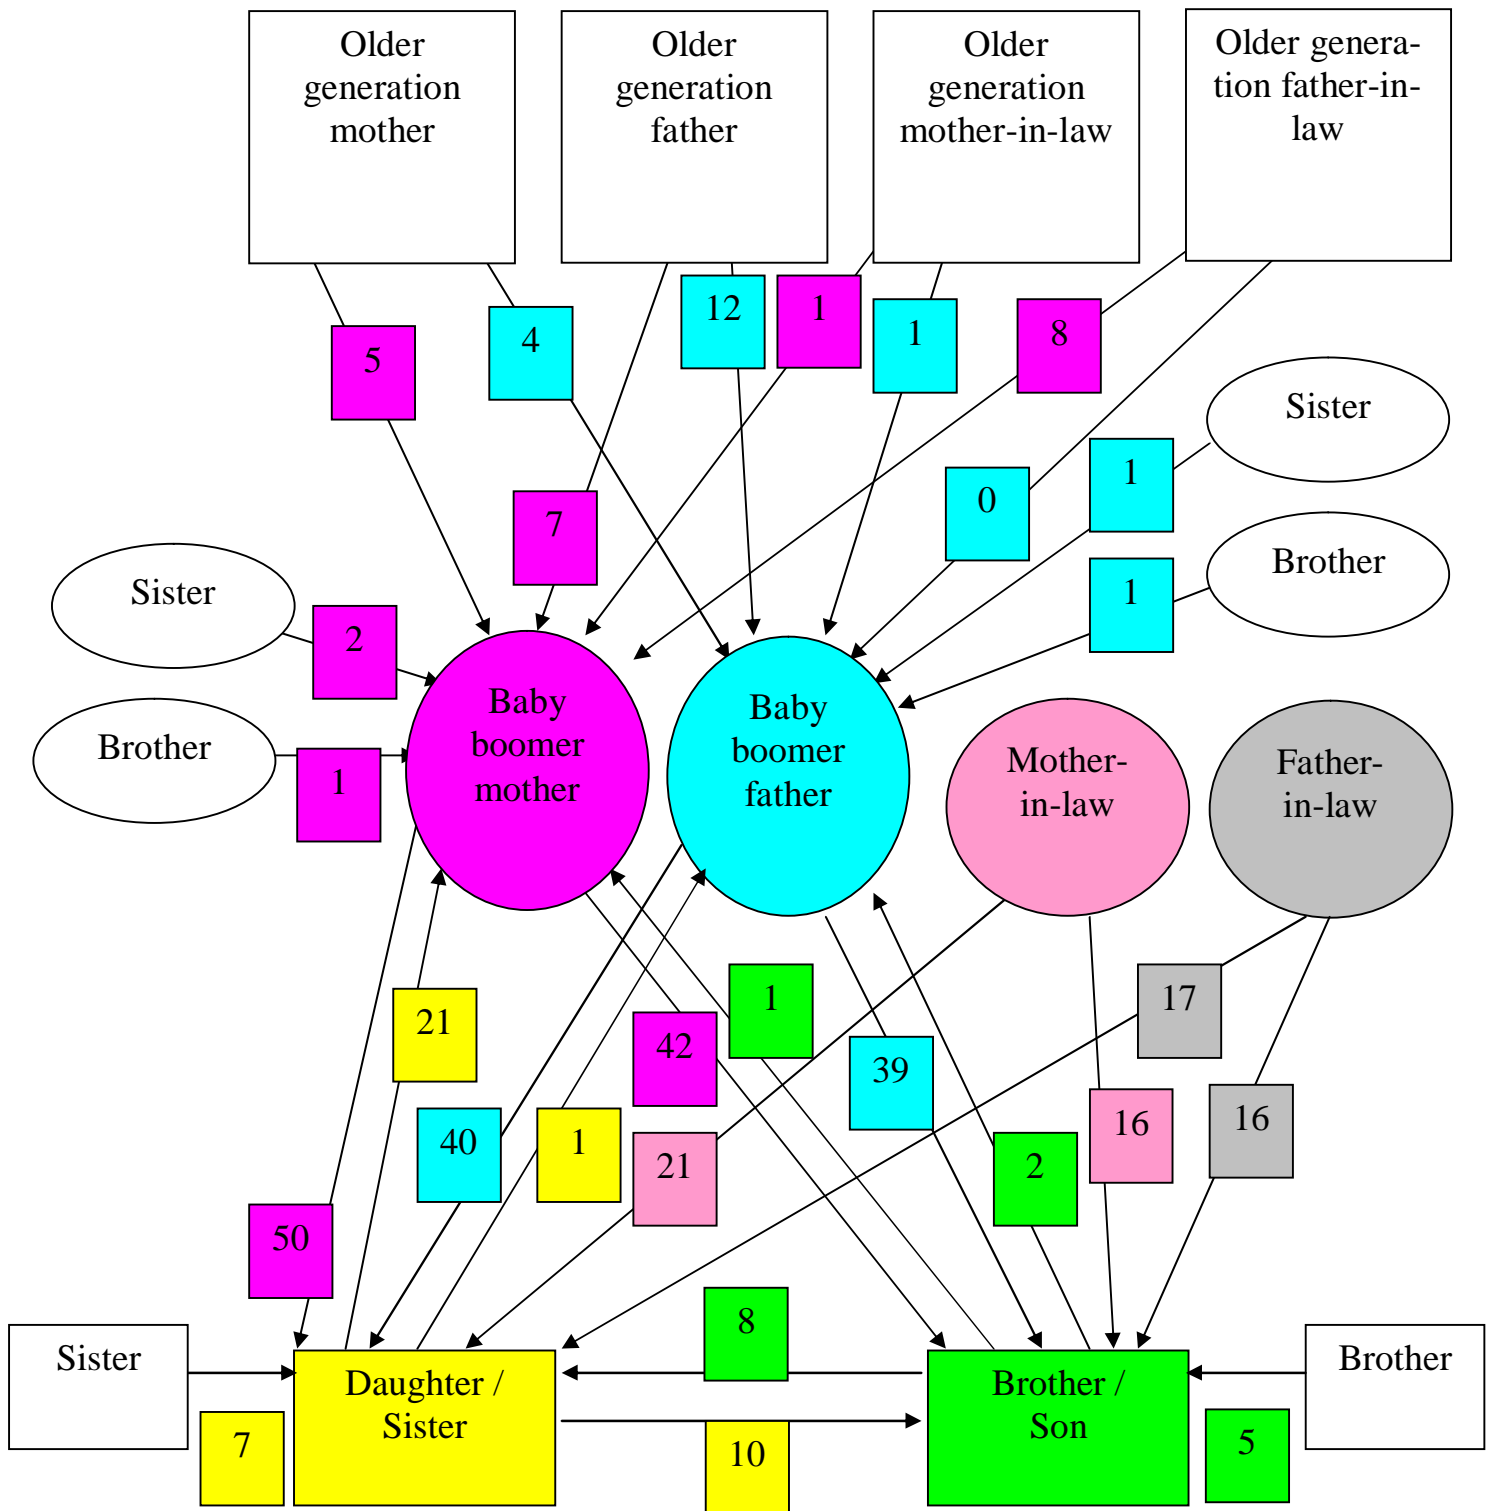 Older
generation
mother
Older
generation
father
Older
generation
mother-in-law
Older genera-
tion father-in-
law
12
1
1
8
4
5
Sister
1
0
7
Brother
1
Sister
2
Baby
boomer
mother
Baby
boomer
father
Brother
1
Mother-
in-law
Father-
in-law
1
17
21
42
39
40
1
21
2
16
16
50
8
Sister
Daughter /
Sister
Brother /
Son
Brother
7
10
5